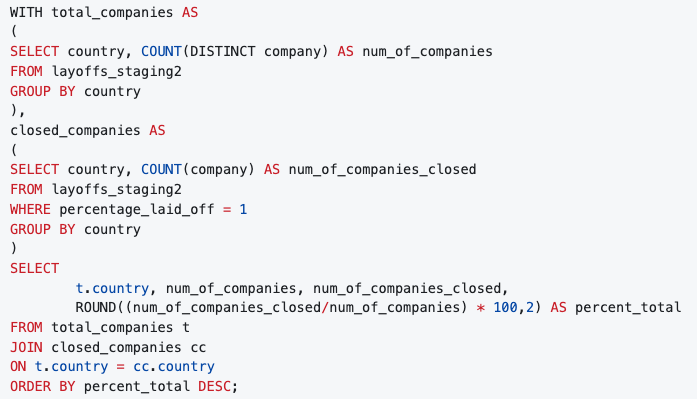 WITH total_companies AS
(
SELECT country, COUNT(DISTINCT company) AS num_of_companies
FROM layoffs_staging2
GROUP BY country
),
closed_companies AS
(
SELECT country, COUNT(company) AS num_of_companies_closed
FROM layoffs_staging2
WHERE percentage_laid_off = 1
GROUP BY country
)
SELECT
t.country, num_of_companies, num_of_companies_closed,
ROUND((num_of_companies_closed/num_of_companies) * 100,2) AS percent_total
FROM total_companies t
JOIN closed_companies cc
ON t.country = cc.country
ORDER BY percent_total DESC;